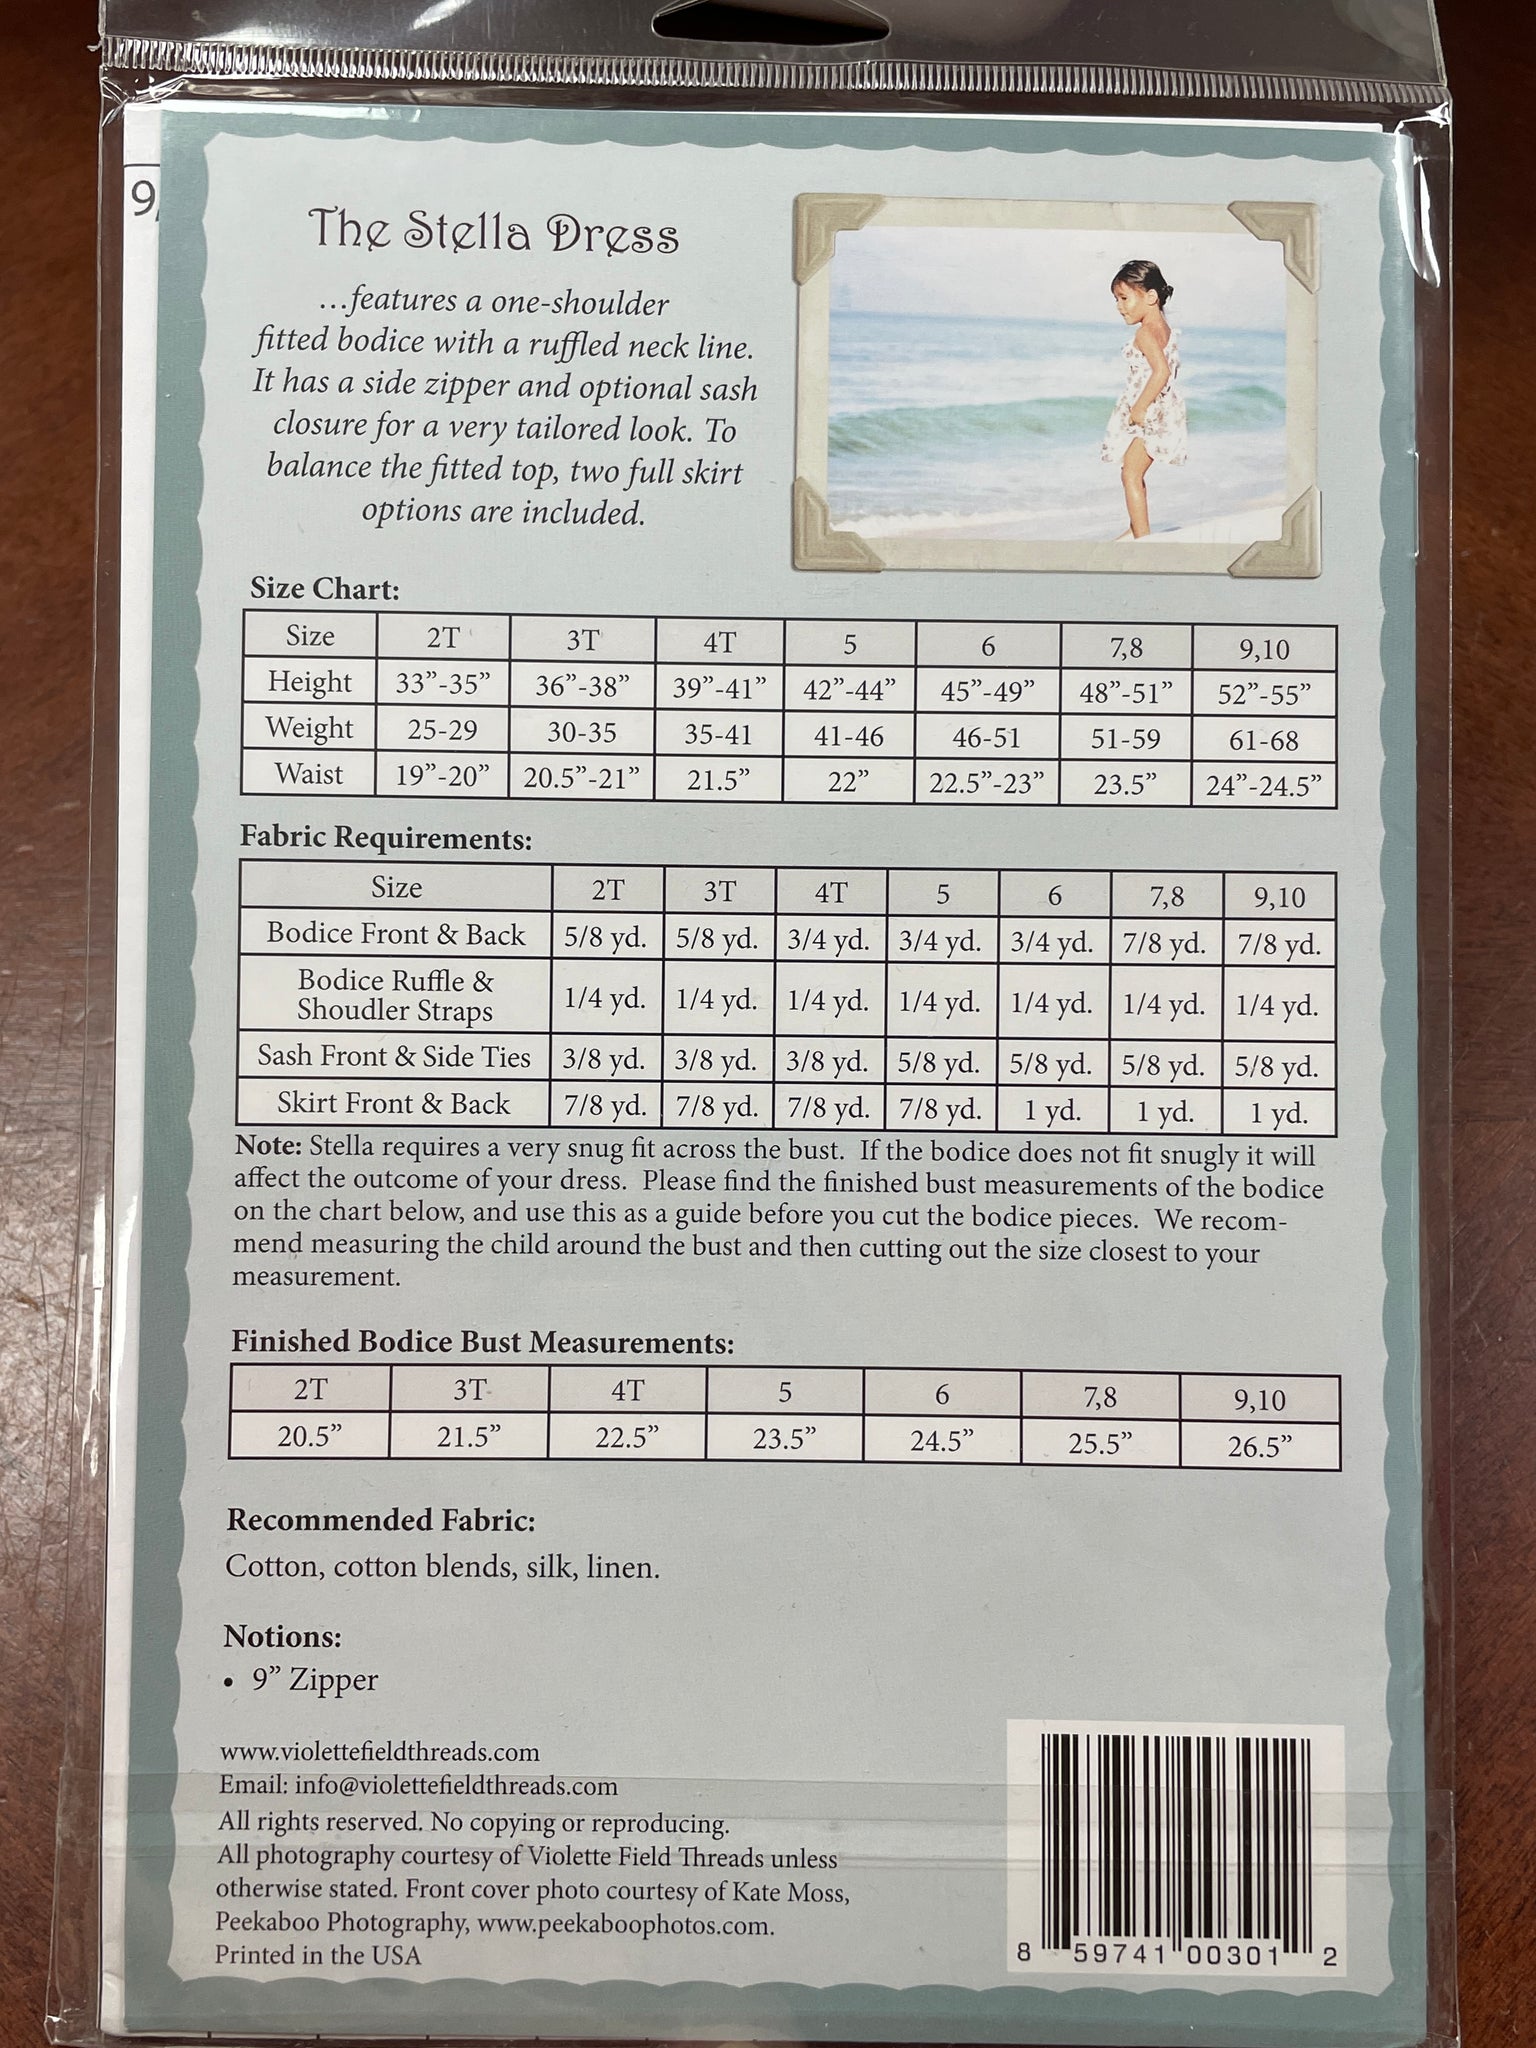 9
The Stella Dress
…features a one-shoulder
fitted bodice with a ruffled neck line.
It has a side zipper and optional sash
closure for a very tailored look. To
balance the fitted top, two full skirt
options are included.
Size Chart:
Size 2T 3T 4T 5 6 7,8 9,10
Height 33”-35” 36”-38” 39”-41” 42”-44” 45”-49” 48”-51” 52”-55”
Weight 25-29 30-35 35-41 41-46 46-51 51-59 61-68
Waist 19”-20” 20.5”-21” 21.5” 22” 22.5”-23” 23.5” 24”-24.5”
Fabric Requirements:
Size 2T 3T 4T 5 6 7,8 9,10
Bodice Front & Back 5/8 yd. 5/8 yd. 3/4 yd. 3/4 yd. 3/4 yd. 7/8 yd. 7/8 yd.
Bodice Ruffle &
Shoudler Straps 1/4 yd. 1/4 yd. 1/4 yd. 1/4 yd. 1/4 yd. 1/4 yd. 1/4 yd.
Sash Front & Side Ties 3/8 yd. 3/8 yd. 3/8 yd. 5/8 yd. 5/8 yd. 5/8 yd. 5/8 yd.
Skirt Front & Back 7/8 yd. 7/8 yd. 7/8 yd. 7/8 yd. 1 yd. 1 yd. 1 yd.
Note: Stella requires a very snug fit across the bust. If the bodice does not fit snugly it will
affect the outcome of your dress. Please find the finished bust measurements of the bodice
on the chart below, and use this as a guide before you cut the bodice pieces. We recom-
mend measuring the child around the bust and then cutting out the size closest to your
measurement.
Finished Bodice Bust Measurements:
2T 3T 4T 5 6 7,8 9,10
20.5” 21.5” 22.5” 23.5” 24.5” 25.5” 26.5”
Recommended Fabric:
Cotton, cotton blends, silk, linen.
Notions:
• 9” Zipper
www.violettefieldthreads.com
Email: info@violettefieldthreads.com
All rights reserved. No copying or reproducing.
All photography courtesy of Violette Field Threads unless
otherwise stated. Front cover photo courtesy of Kate Moss,
Peekaboo Photography, www.peekaboophotos.com.
Printed in the USA
8 59741 00301 2